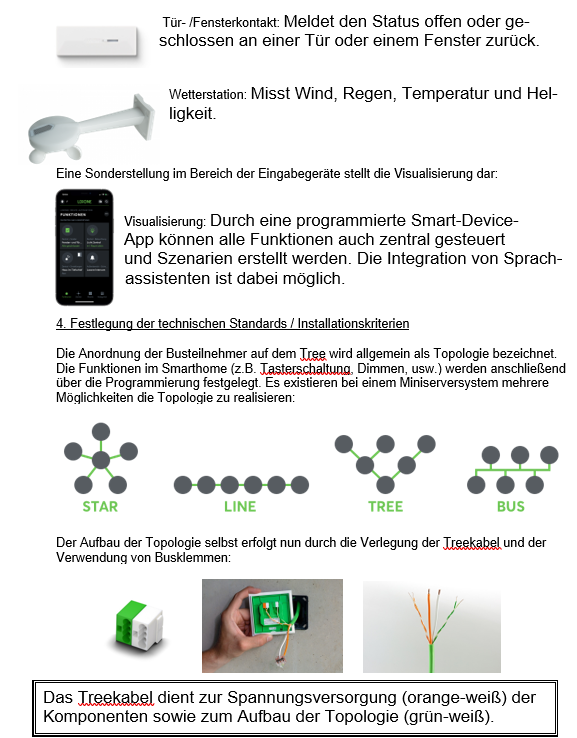 Tür- /Fensterkontakt: Meldet den Status offen oder ge-
schlossen an einer Tür oder einem Fenster zurück.
Wetterstation: Misst Wind, Regen, Temperatur und Hel-
ligkeit.
Eine Sonderstellung im Bereich der Eingabegeräte stellt die Visualisierung dar:
LOXONE
FUNKTIONEN
Visualisierung: Durch eine programmierte Smart-Device-
App können alle Funktionen auch zentral gesteuert
und Szenarien erstellt werden. Die Integration von Sprach-
assistenten ist dabei möglich.
4. Festlegung der technischen Standards / Installationskriterien
Die Anordnung der Busteilnehmer auf dem Tree wird allgemein als Topologie bezeichnet.
Die Funktionen im Smarthome (z.B. Tasterschaltung, Dimmen, usw.) werden anschließend
über die Programmierung festgelegt. Es existieren bei einem Miniserversystem mehrere
Möglichkeiten die Topologie zu realisieren:
STAR LINE TREE BUS
Der Aufbau der Topologie selbst erfolgt nun durch die Verlegung der Treekabel und der
Verwendung von Busklemmen:
Das Treekabel dient zur Spannungsversorgung (orange-weiß) der
Komponenten sowie zum Aufbau der Topologie (grün-weiß).